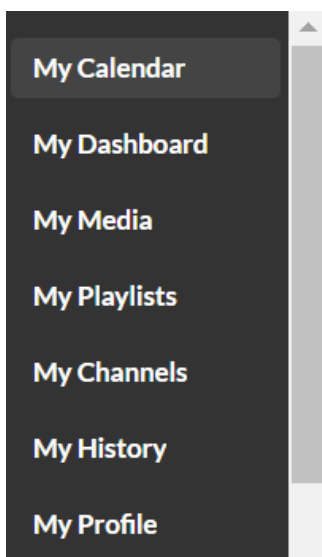 My Calendar
My Dashboard
My Media
My Playlists
My Channels
My History
My Profile